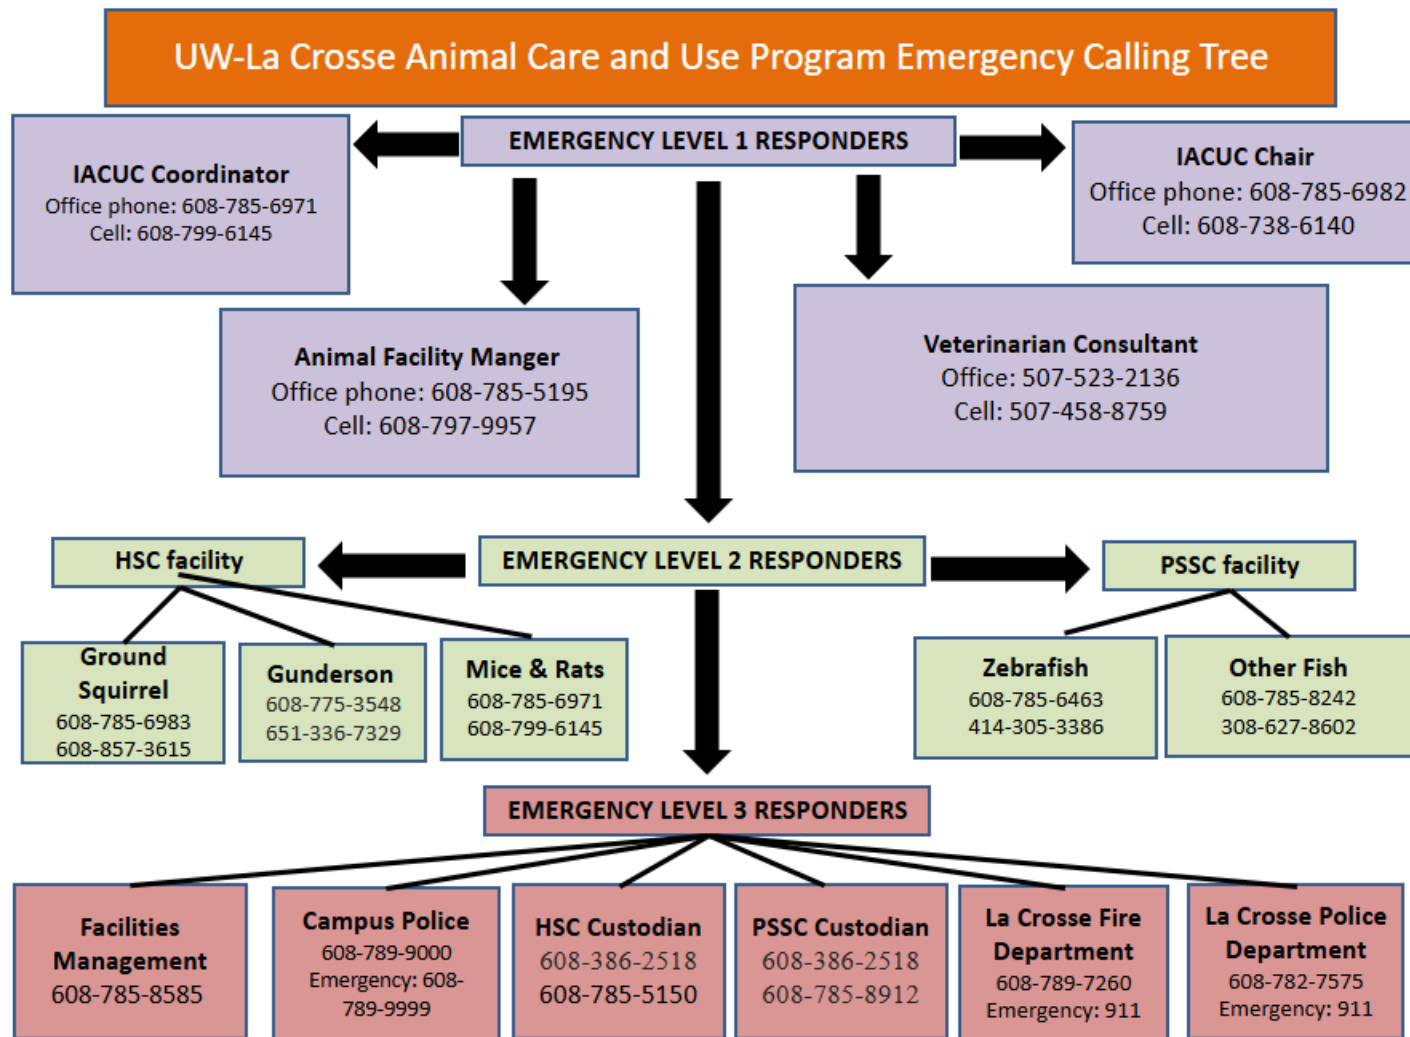 UW-La Crosse Animal Care and Use Program Emergency Calling Tree
EMERGENCY LEVEL 1 RESPONDERS
IACUC Coordinator
Office phone: 608-785-6971
Cell: 608-799-6145
IACUC Chair
Office phone: 608-785-6982
Cell: 608-738-6140
Animal Facility Manger
Office phone: 608-785-5195
Cell: 608-797-9957
Veterinarian Consultant
Office: 507-523-2136
Cell: 507-458-8759
EMERGENCY LEVEL 2 RESPONDERS
HSC facility
PSSC facility
Ground
Squirrel
608-785-6983
608-857-3615
Gunderson
608-775-3548
651-336-7329
Mice & Rats
608-785-6971
608-799-6145
Zebrafish
608-785-6463
414-305-3386
Other Fish
608-785-8242
308-627-8602
EMERGENCY LEVEL 3 RESPONDERS
Facilities
Management
608-785-8585
Campus Police
608-789-9000
Emergency: 608-
789-9999
HSC Custodian
608-386-2518
608-785-5150
PSSC Custodian
608-386-2518
608-785-8912
La Crosse Fire
Department
608-789-7260
Emergency: 911
La Crosse Police
Department
608-782-7575
Emergency: 911